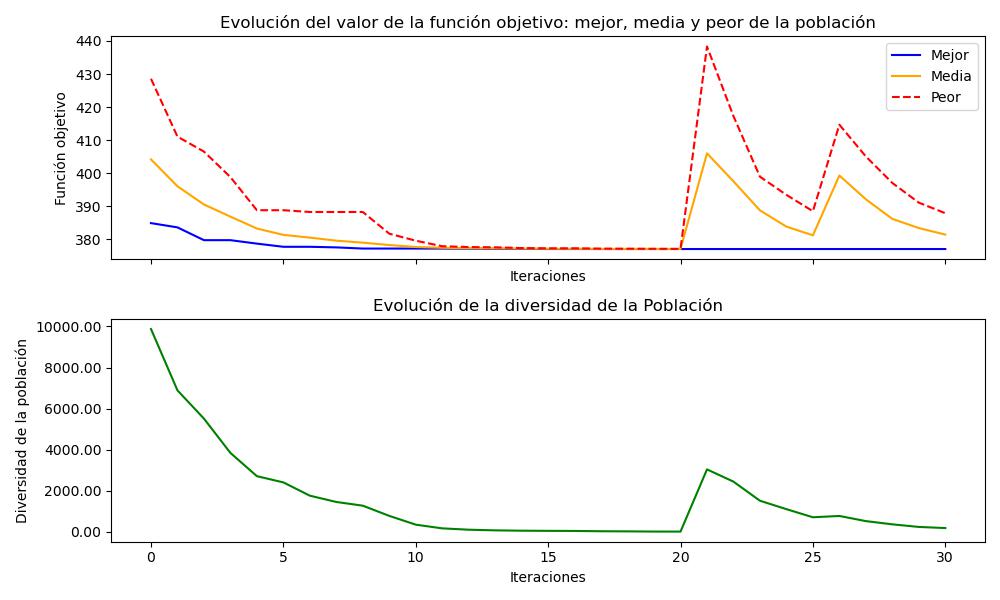 Evolución del valor de la función objetivo: mejor, media y peor de la población
440
430
420
410
400
390
380
Función objetivo
Mejor
Media
Peor
Iteraciones
Evolución de la diversidad de la Población
10000.00
8000.00
6000.00
4000.00
2000.00
0.00
Diversidad de la población
0 5 10 15 20 25 30
Iteraciones